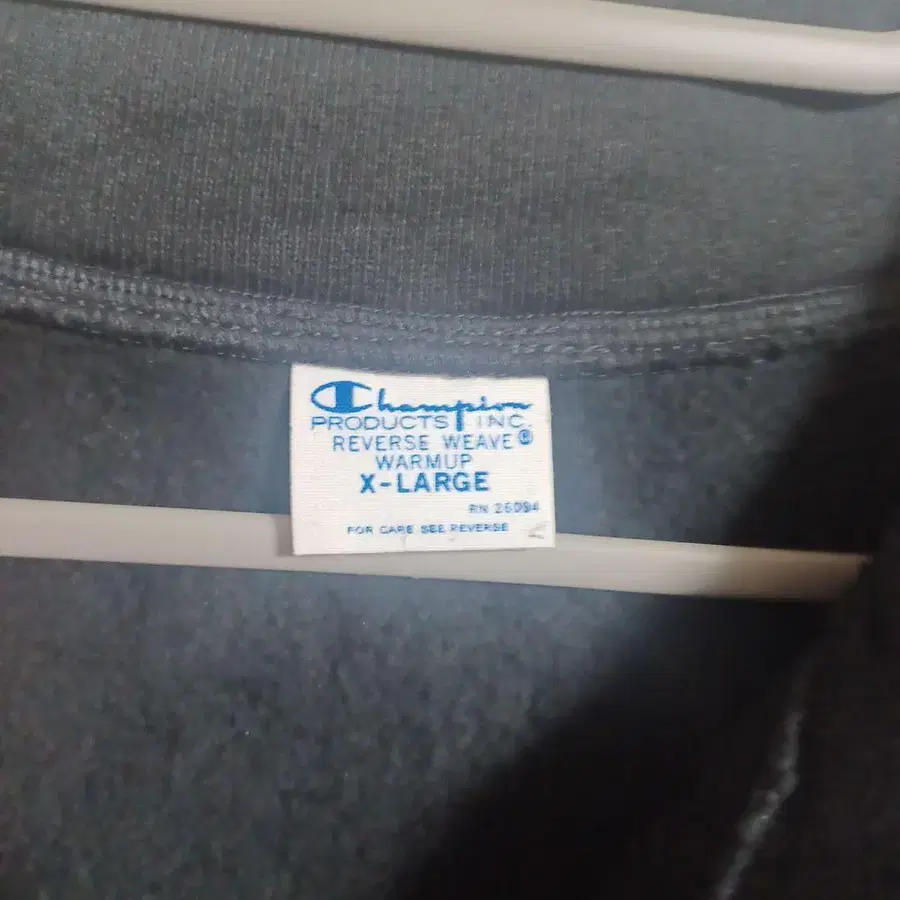 Champion
PRODUCTS INC.
REVERSE WEAVE®
WARMUP
X-LARGE
RN 26094
FOR CARE SEE REVERSE